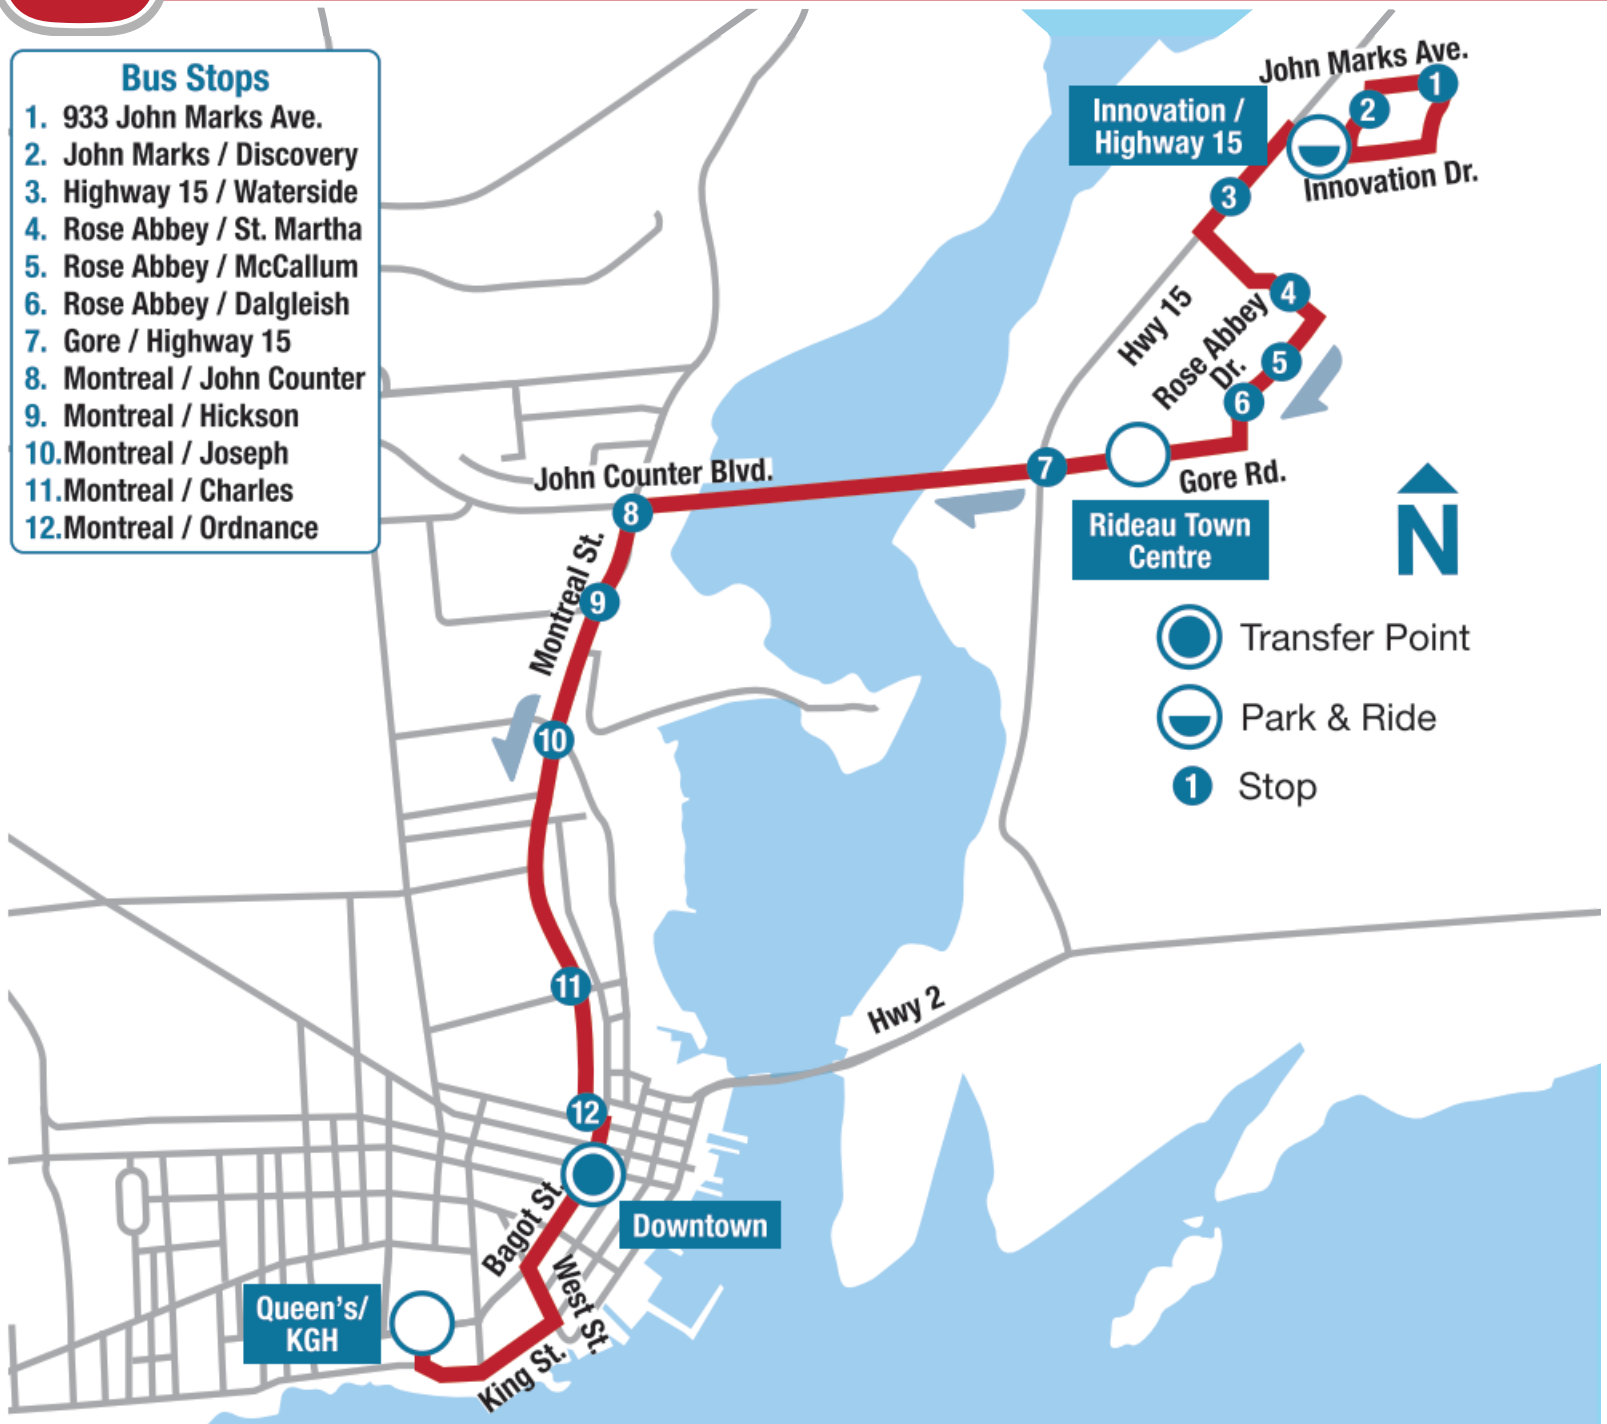 Bus Stops
1. 933 John Marks Ave.
2. John Marks / Discovery
3. Highway 15 / Waterside
4. Rose Abbey / St. Martha
5. Rose Abbey / McCallum
6. Rose Abbey / Dalgleish
7. Gore / Highway 15
8. Montreal / John Counter
9. Montreal / Hickson
10. Montreal / Joseph
11. Montreal / Charles
12. Montreal / Ordnance
John Marks Ave.
1
2
Innovation /
Highway 15
Innovation Dr.
3
4
Hwy 15
Rose Abbey
Dr.
5
6
7
Gore Rd.
John Counter Blvd.
8
Rideau Town
Centre
N
Montreal St.
9
Transfer Point
Park & Ride
1 Stop
10
11
Hwy 2
12
Bagot St.
Downtown
West St.
Queen's/
KGH
King St.